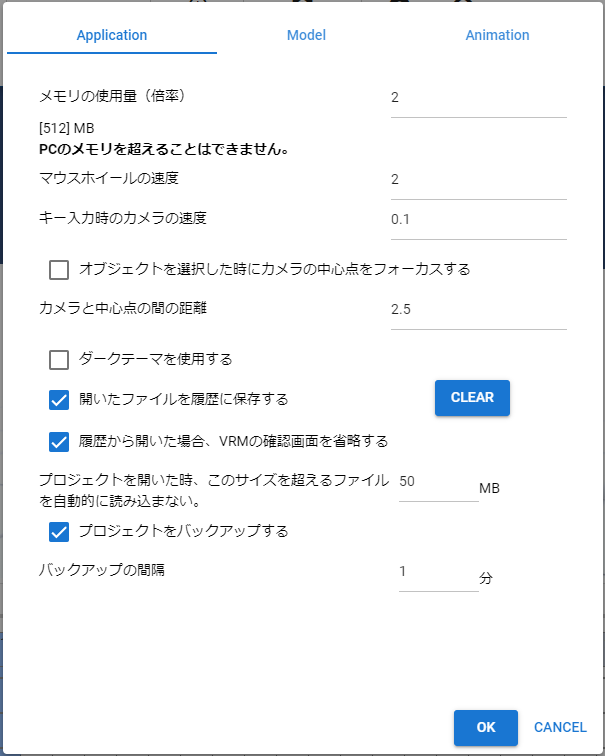 Application Model Animation
メモリの使用量（倍率） 2
[512] MB
PCのメモリを超えることはできません。
マウスホイールの速度 2
キー入力時のカメラの速度 0.1
オブジェクトを選択した時にカメラの中心点をフォーカスする
カメラと中心点の間の距離 2.5
ダークテーマを使用する
開いたファイルを履歴に保存する CLEAR
履歴から開いた場合、VRMの確認画面を省略する
プロジェクトを開いた時、このサイズを超えるファイル 50 MB
を自動的に読み込まない。
プロジェクトをバックアップする
バックアップの間隔 1 分
OK CANCEL